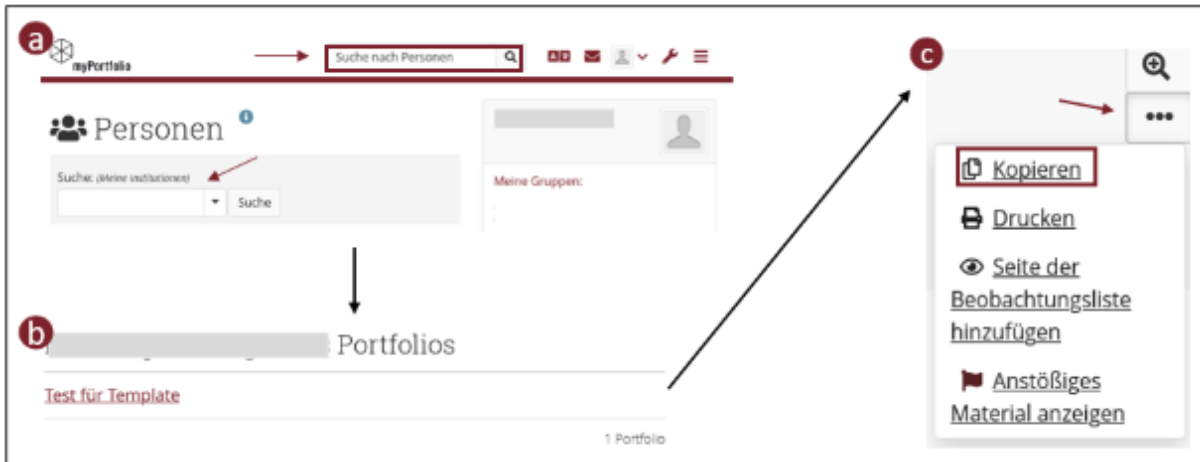 a
myPortfolio
Suche nach Personen
Personen
Suche: (Meine Institutionen)
Suche
Meine Gruppen:
b
Portfolios
Test für Template
1 Portfolio
c
Kopieren
Drucken
Seite der
Beobachtungsliste
hinzufügen
Anstößiges
Material anzeigen